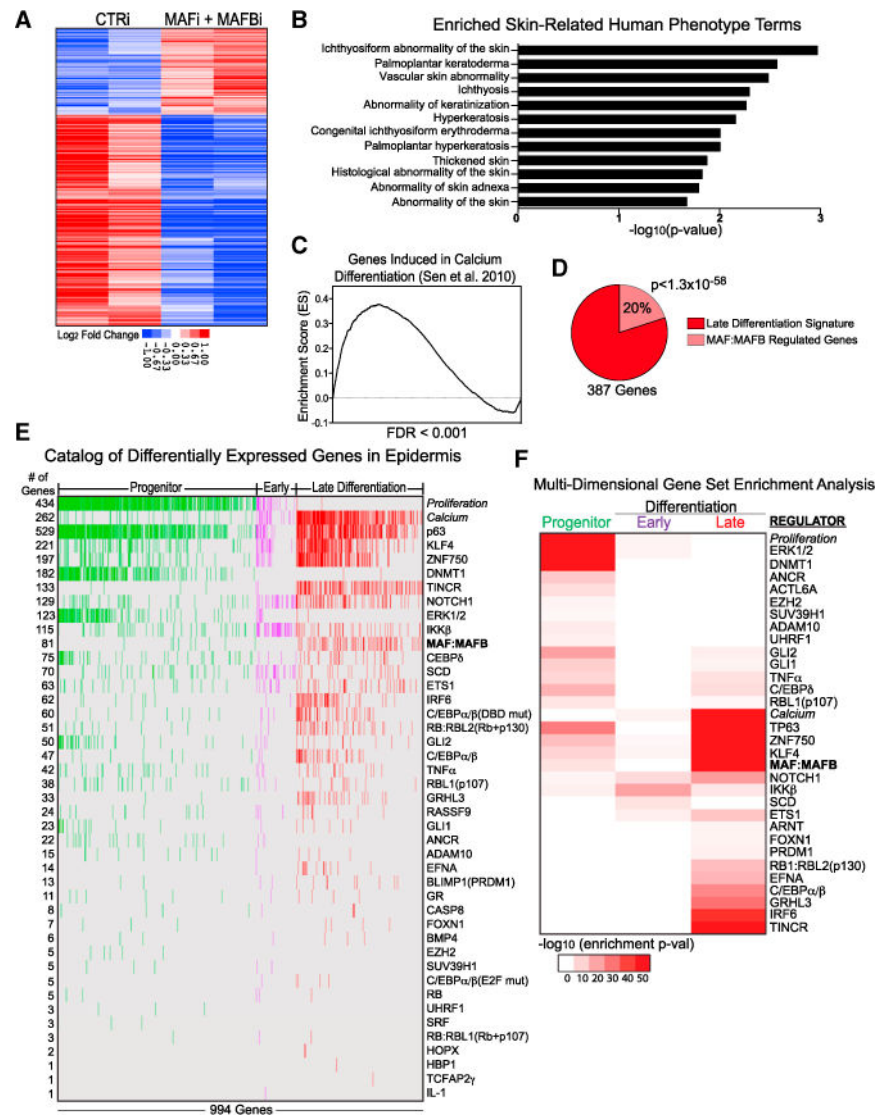 A
CTRi MAFi + MAFBi
Log2 Fold Change
1.00
0.67
0.33
0.00
-0.33
-0.67
-1.00
B
Enriched Skin-Related Human Phenotype Terms
Ichthyosiform abnormality of the skin
Palmoplantar keratoderma
Vascular skin abnormality
Ichthyosis
Abnormality of keratinization
Hyperkeratosis
Congenital ichthyosiform erythroderma
Palmoplantar hyperkeratosis
Thickened skin
Histological abnormality of the skin
Abnormality of skin adnexa
Abnormality of the skin
0 1 2 3
-log10(p-value)
C
Genes Induced in Calcium
Differentiation (Sen et al. 2010)
Enrichment Score (ES)
0.4
0.3
0.2
0.1
0.0
-0.1
FDR < 0.001
D
p<1.3x10-58
20%
Late Differentiation Signature
MAF:MAFB Regulated Genes
387 Genes
E
Catalog of Differentially Expressed Genes in Epidermis
# of
Genes
Progenitor Early Late Differentiation
434 Proliferation
262 Calcium
529 p63
221 KLF4
197 ZNF750
182 DNMT1
133 TINCR
129 NOTCH1
123 ERK1/2
115 IKKβ
81 MAF:MAFB
75 CEBPδ
70 SCD
63 ETS1
62 IRF6
60 C/EBPα/β(DBD mut)
51 RB:RBL2(Rb+p130)
50 GLI2
47 C/EBPα/β
42 TNFα
38 RBL1(p107)
33 GRHL3
24 RASSF9
23 GLI1
22 ANCR
15 ADAM10
14 EFNA
13 BLIMP1(PRDM1)
11 GR
8 CASP8
7 FOXN1
6 BMP4
5 EZH2
5 SUV39H1
5 C/EBPα/β(E2F mut)
5 RB
3 UHRF1
3 SRF
3 RB:RBL1(Rb+p107)
2 HOPX
1 HBP1
1 TCFAP2γ
1 IL-1
994 Genes
F
Multi-Dimensional Gene Set Enrichment Analysis
Differentiation
Progenitor Early Late REGULATOR
Proliferation
ERK1/2
DNMT1
ANCR
ACTL6A
EZH2
SUV39H1
ADAM10
UHRF1
GLI2
GLI1
TNFα
C/EBPδ
RBL1(p107)
Calcium
TP63
ZNF750
KLF4
MAF:MAFB
NOTCH1
IKKβ
SCD
ETS1
ARNT
FOXN1
PRDM1
RB1:RBL2(p130)
EFNA
C/EBPα/β
GRHL3
IRF6
TINCR
-log10 (enrichment p-val)
0 10 20 30 40 50